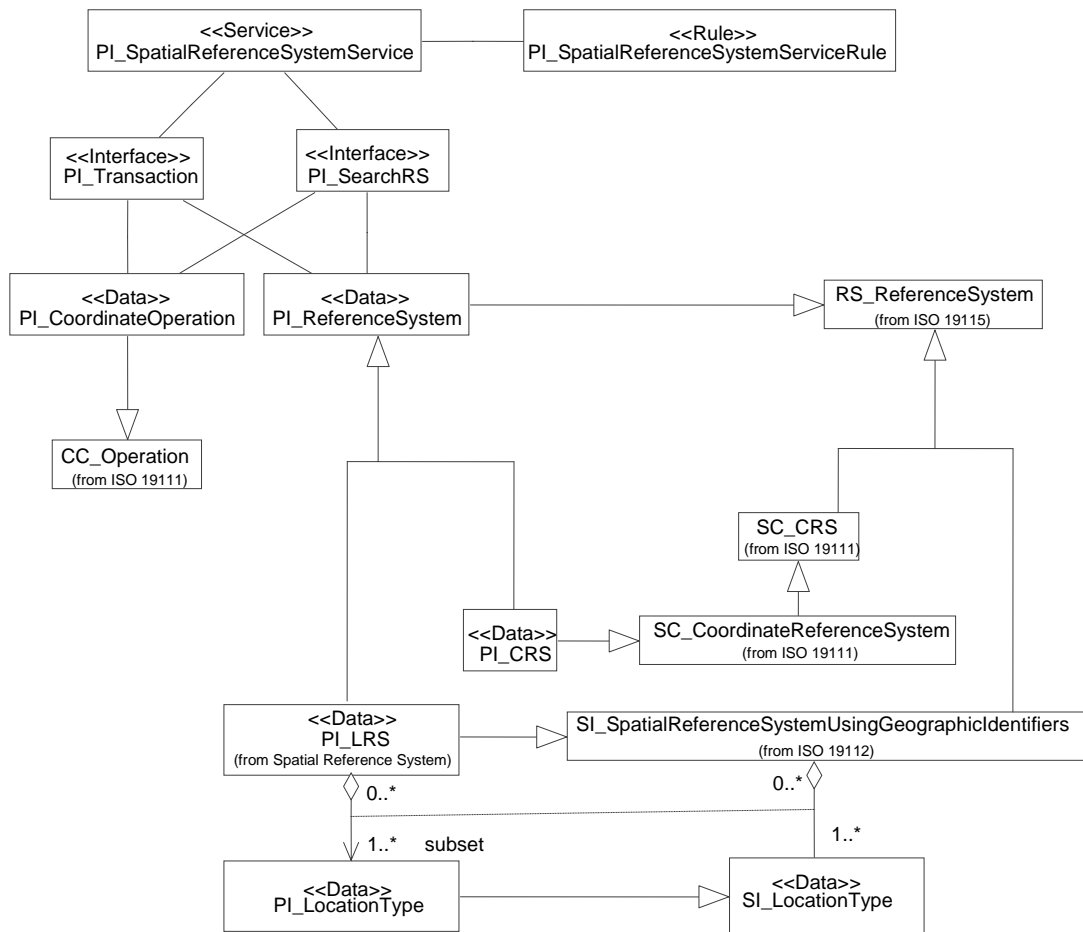 <<Service>>
PI_SpatialReferenceSystemService
<<Rule>>
PI_SpatialReferenceSystemServiceRule
<<Interface>>
PI_Transaction
<<Interface>>
PI_SearchRS
<<Data>>
PI_CoordinateOperation
<<Data>>
PI_ReferenceSystem
RS_ReferenceSystem
(from ISO 19115)
CC_Operation
(from ISO 19111)
SC_CRS
(from ISO 19111)
<<Data>>
PI_CRS
SC_CoordinateReferenceSystem
(from ISO 19111)
<<Data>>
PI_LRS
(from Spatial Reference System)
SI_SpatialReferenceSystemUsingGeographicIdentifiers
(from ISO 19112)
0..*
0..*
1..*
subset
1..*
<<Data>>
PI_LocationType
<<Data>>
SI_LocationType